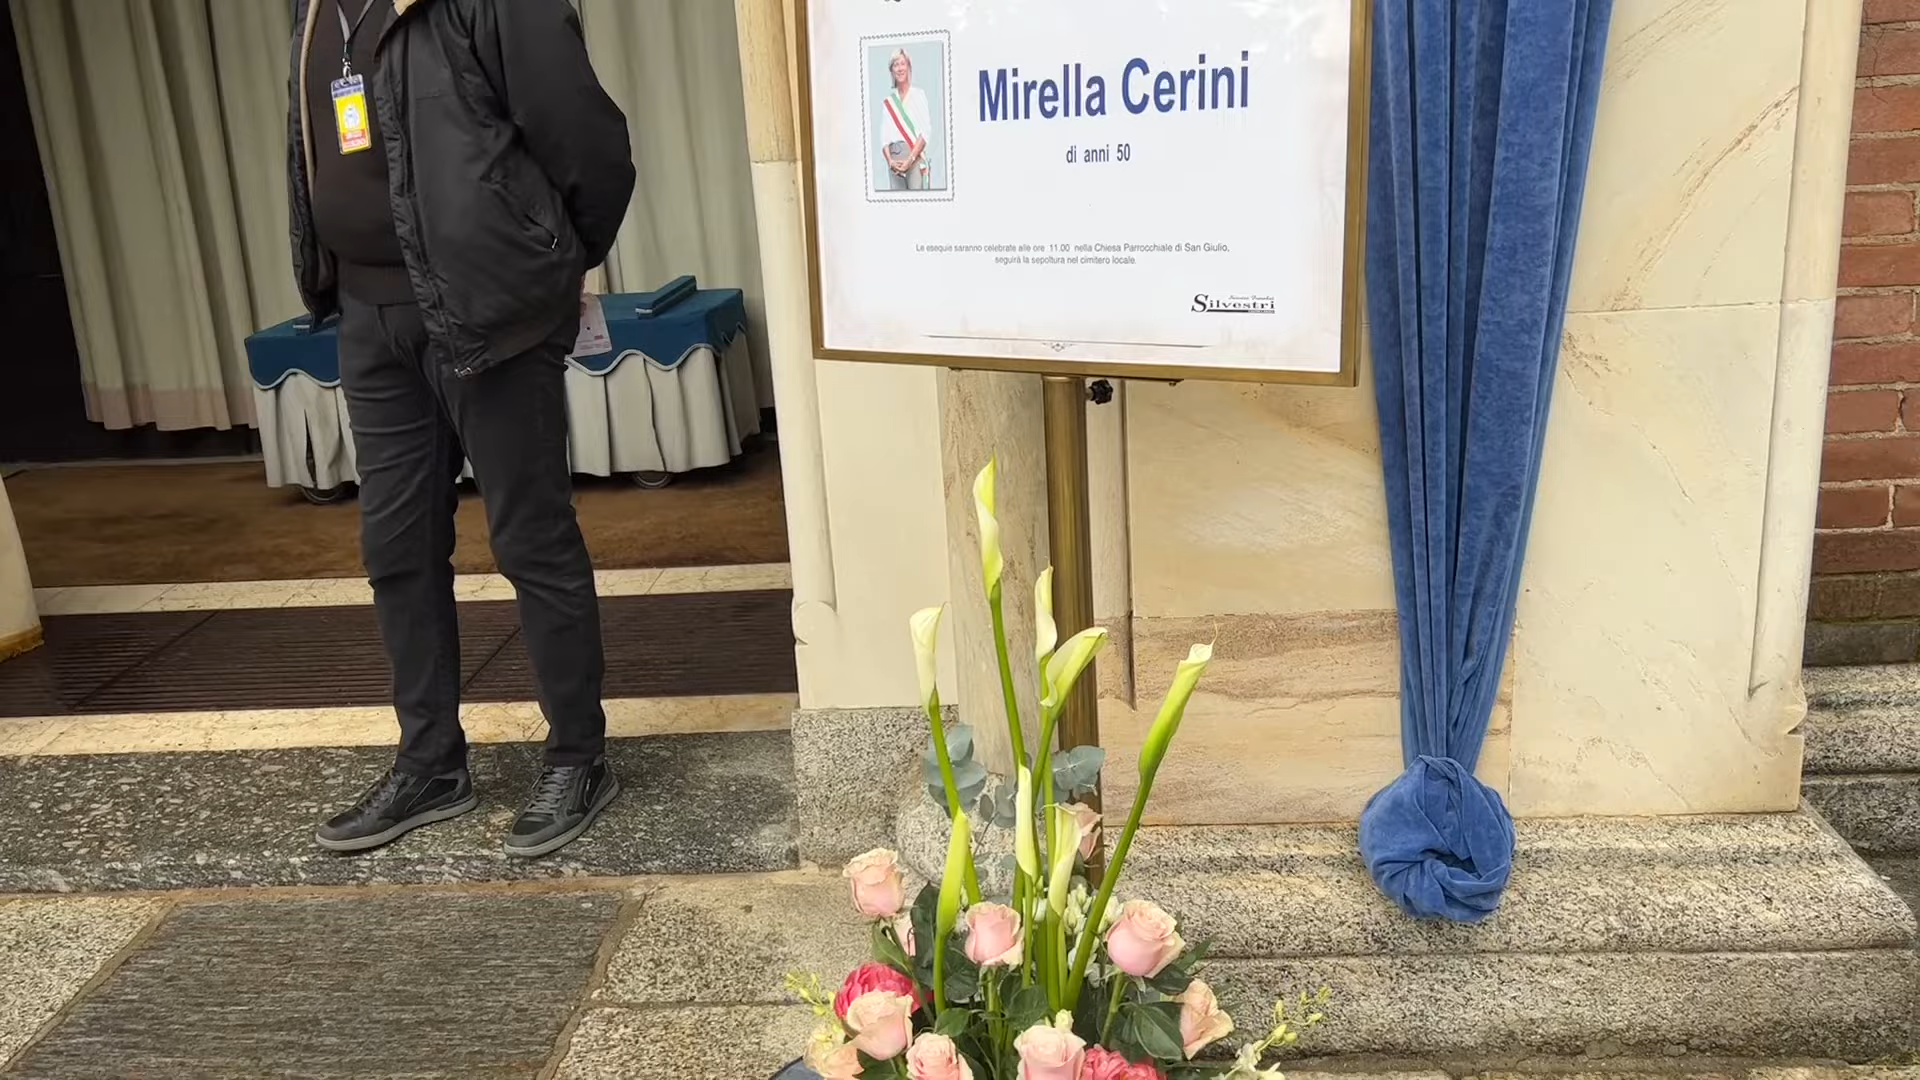 Mirella Cerini
di anni 50
Le esequie saranno celebrate alle ore 11.00 nella Chiesa Parrocchiale di San Giulio,
seguirà la sepoltura nel cimitero locale.
Silvestri